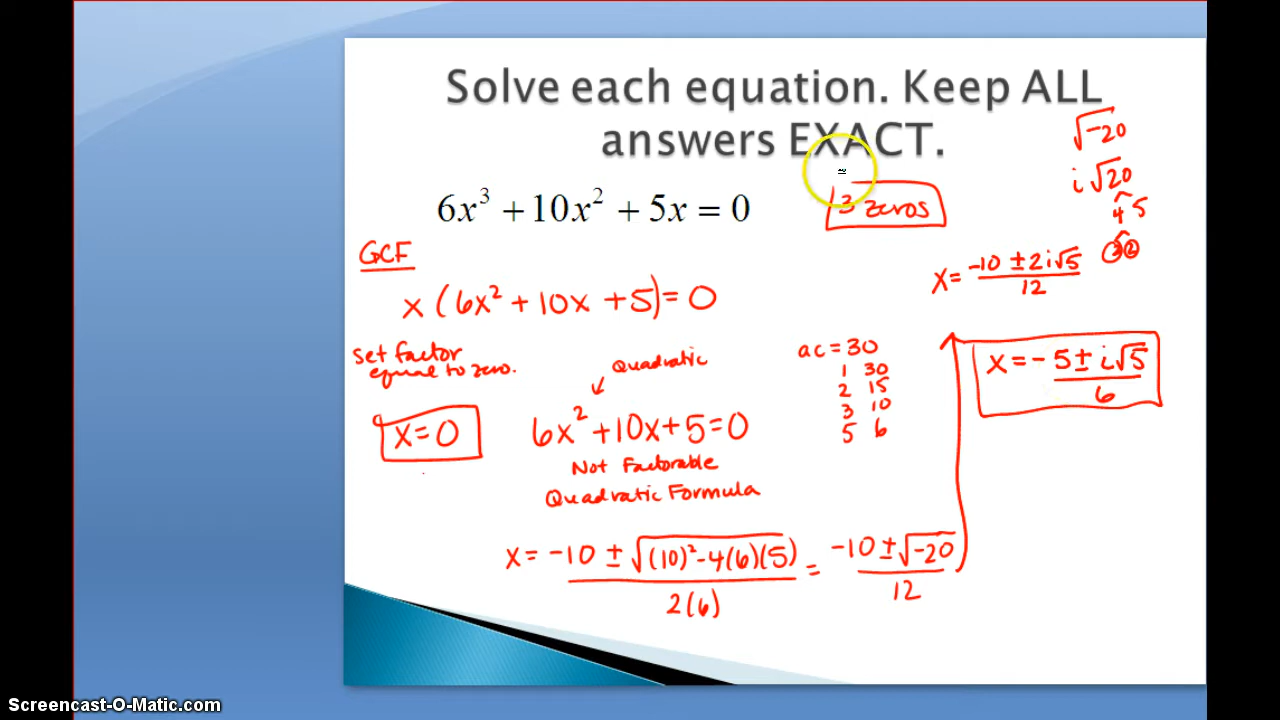 Solve each equation. Keep ALL
answers EXACT.
6x³ + 10x² + 5x = 0
3 zeros
√-20
i√20
4 5
2 2
GCF
x(6x² + 10x + 5) = 0
x = (-10 ± 2i√5)/12
set factor
equal to zero.
Quadratic
ac = 30
1 30
2 15
3 10
5 6
x = (-5 ± i√5)/6
x = 0
6x² + 10x + 5 = 0
Not Factorable
Quadratic Formula
x = (-10 ± √((10)² - 4(6)(5)))/(2(6)) = (-10 ± √-20)/12
Screencast-O-Matic.com